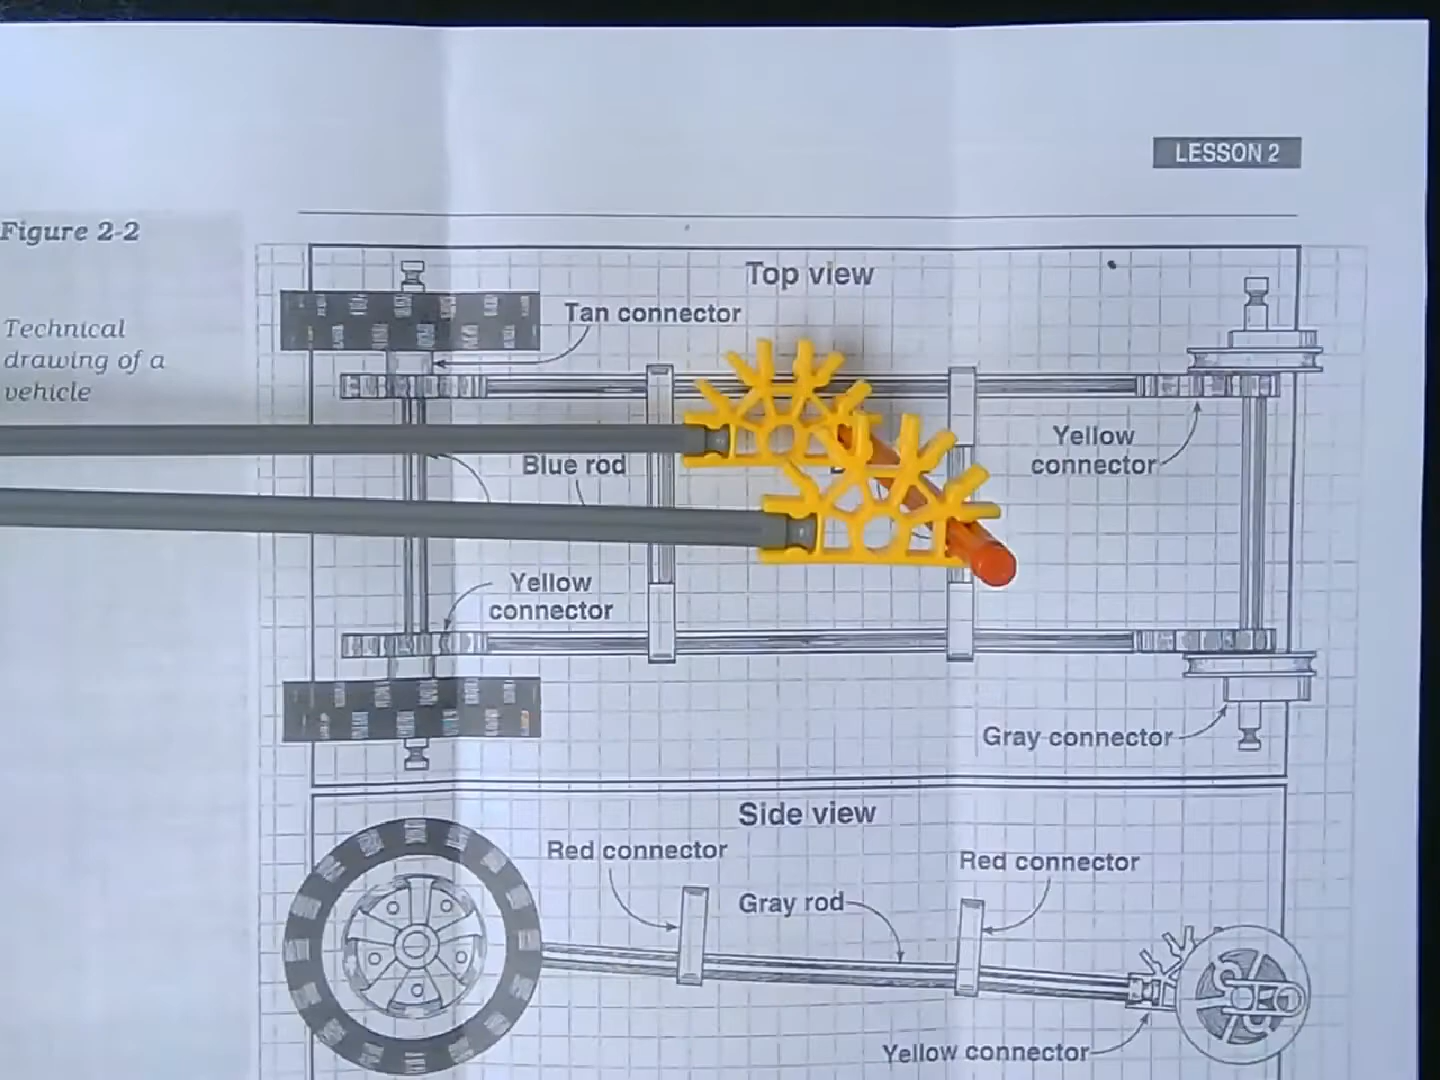 LESSON 2
Figure 2-2
Technical
drawing of a
vehicle
Top view
Tan connector
Yellow
connector
Blue rod
Yellow
connector
Gray connector
Side view
Red connector
Red connector
Gray rod
Yellow connector